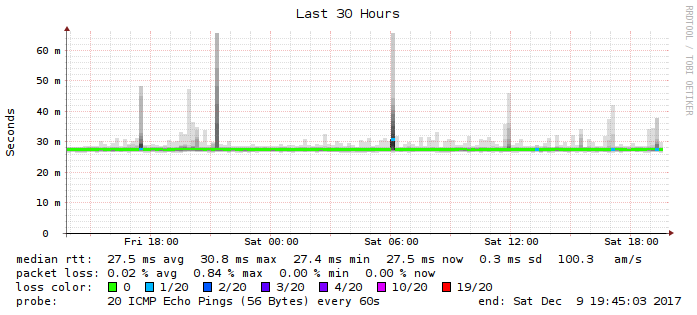 Last 30 Hours
RRDTOOL / TOBI OETIKER
Seconds
60 m
50 m
40 m
30 m
20 m
10 m
0
Fri 18:00 Sat 00:00 Sat 06:00 Sat 12:00 Sat 18:00
median rtt: 27.5 ms avg 30.8 ms max 27.4 ms min 27.5 ms now 0.3 ms sd 100.3 am/s
packet loss: 0.02 % avg 0.84 % max 0.00 % min 0.00 % now
loss color: 0 1/20 2/20 3/20 4/20 10/20 19/20
probe: 20 ICMP Echo Pings (56 Bytes) every 60s end: Sat Dec 9 19:45:03 2017